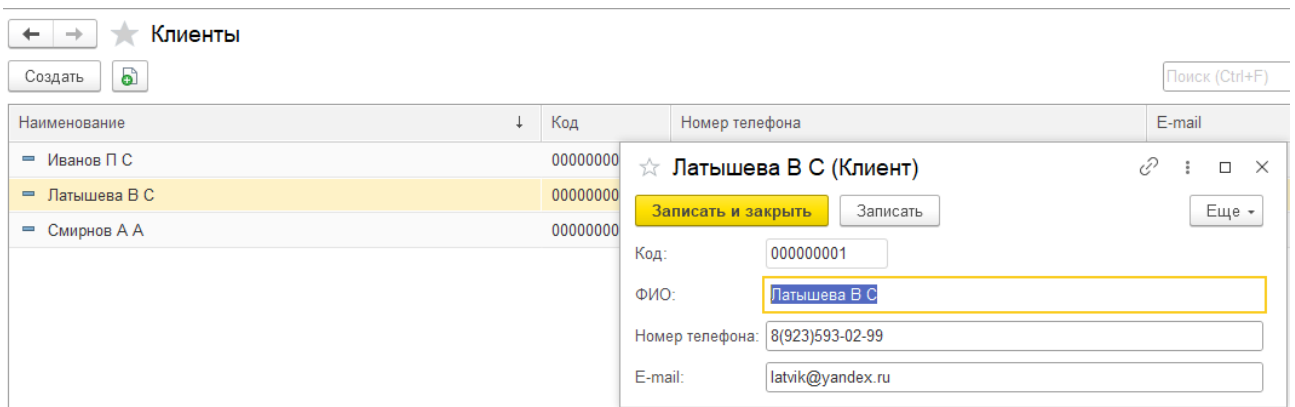 Клиенты
Создать
Поиск (Ctrl+F)
Наименование ↓ Код Номер телефона E-mail
Иванов П С 00000000
Латышева В С 00000000
Смирнов А А 00000000
Латышева В С (Клиент)
Записать и закрыть Записать Еще
Код: 000000001
ФИО: Латышева В С
Номер телефона: 8(923)593-02-99
E-mail: latvik@yandex.ru